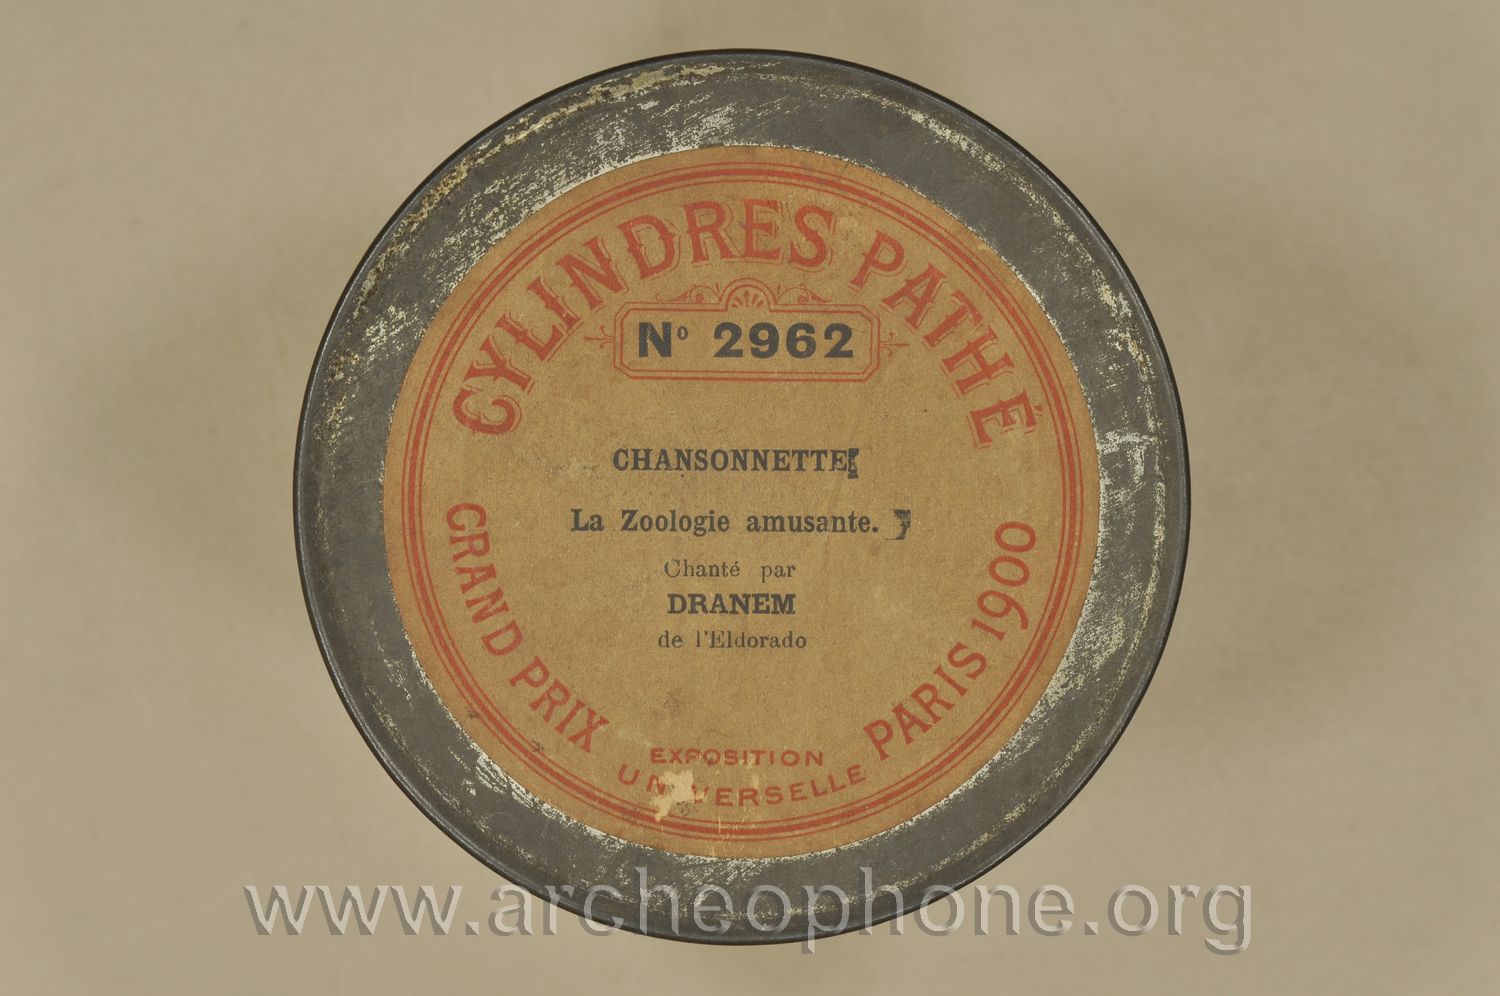 CYLINDRES PATHÉ
Nº 2962
CHANSONNETTE
La Zoologie amusante.
Chanté par
DRANEM
de l'Eldorado
GRAND PRIX
EXPOSITION
UNIVERSELLE
PARIS 1900
www.archeophone.org